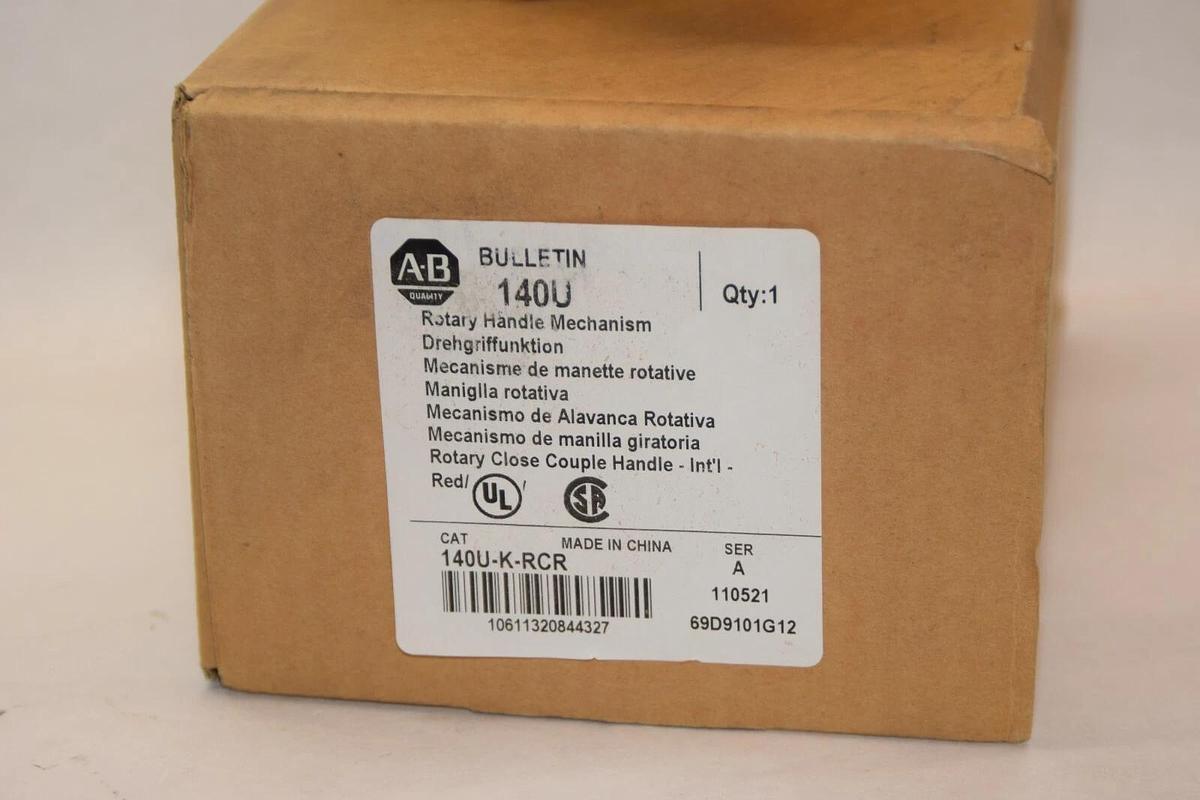 A-B
QUALITY
BULLETIN
140U
Qty:1
Rotary Handle Mechanism
Drehgriffunktion
Mecanisme de manette rotative
Maniglla rotativa
Mecanismo de Alavanca Rotativa
Mecanismo de manilla giratoria
Rotary Close Couple Handle - Int'l -
Red/ UL /
SA
CAT
MADE IN CHINA
SER
140U-K-RCR
A
110521
10611320844327
69D9101G12